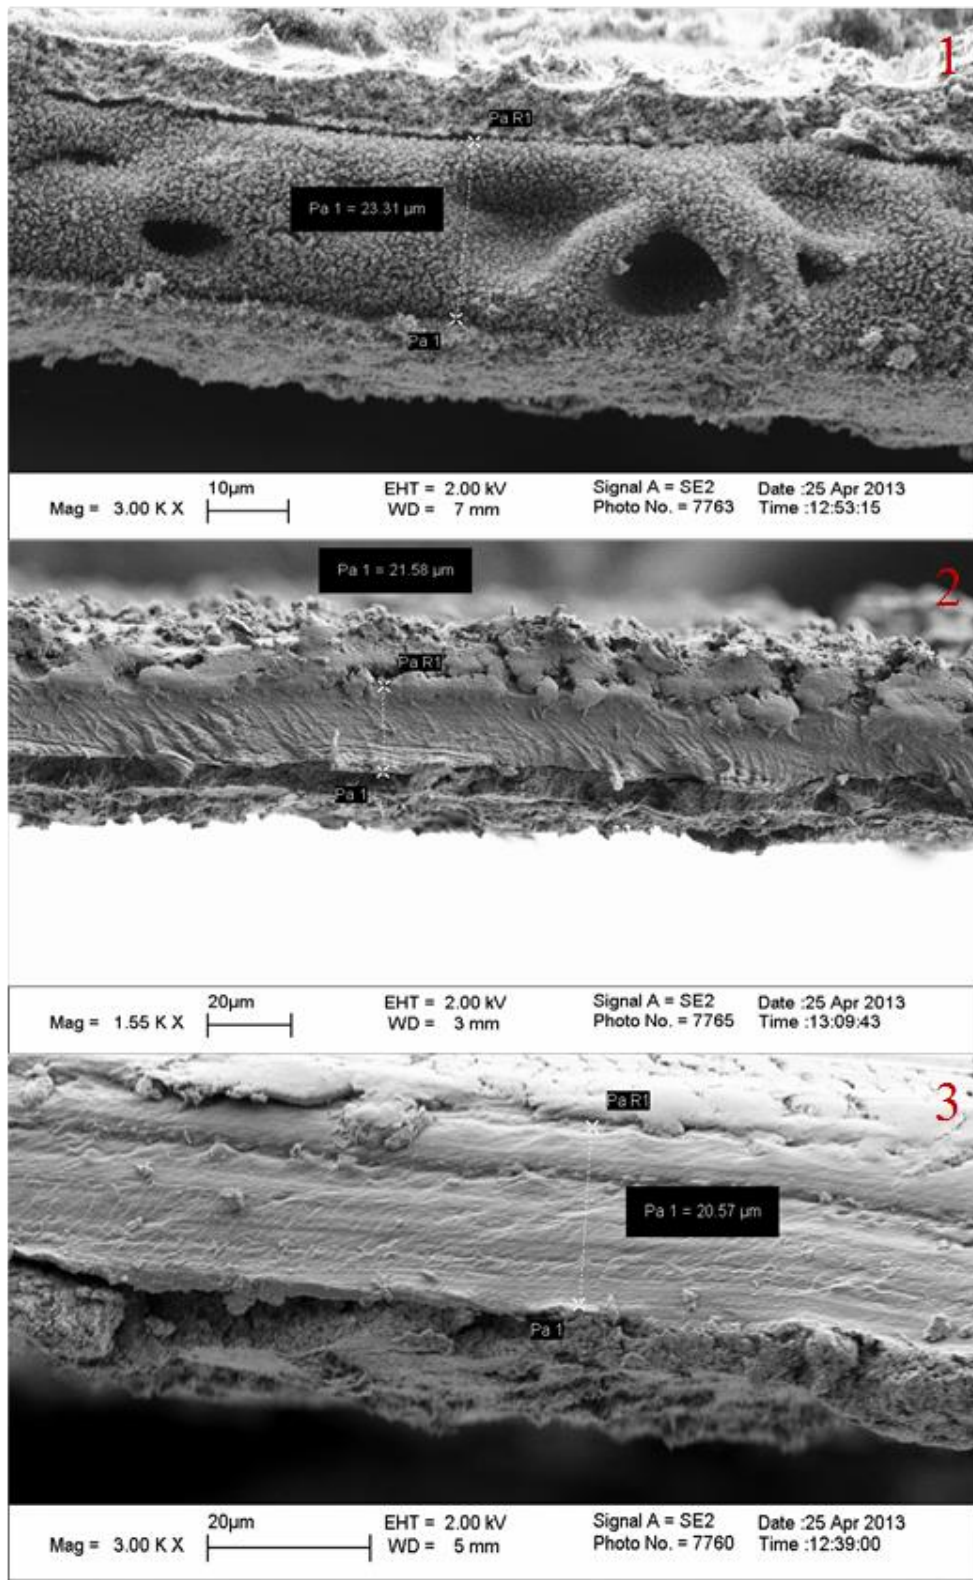 1
Pa R1
Pa 1 = 23.31 µm
Pa 1
10µm
Mag = 3.00 K X
EHT = 2.00 kV
WD = 7 mm
Signal A = SE2
Photo No. = 7763
Date :25 Apr 2013
Time :12:53:15
Pa 1 = 21.58 µm
2
Pa R1
Pa 1
20µm
Mag = 1.55 K X
EHT = 2.00 kV
WD = 3 mm
Signal A = SE2
Photo No. = 7765
Date :25 Apr 2013
Time :13:09:43
Pa R1
3
Pa 1 = 20.57 µm
Pa 1
20µm
Mag = 3.00 K X
EHT = 2.00 kV
WD = 5 mm
Signal A = SE2
Photo No. = 7760
Date :25 Apr 2013
Time :12:39:00